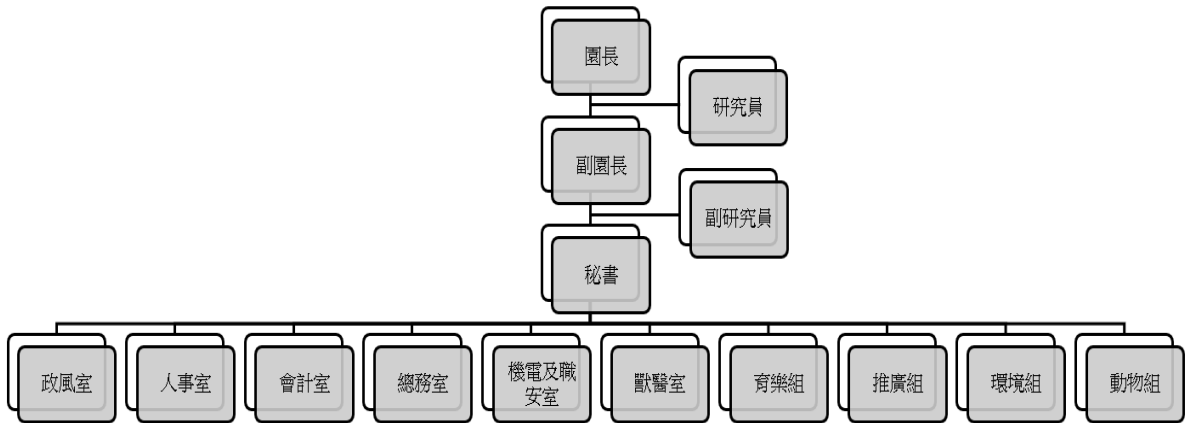 園長
研究員
副園長
副研究員
秘書
政風室
人事室
會計室
總務室
機電及職
安室
獸醫室
育樂組
推廣組
環境組
動物組